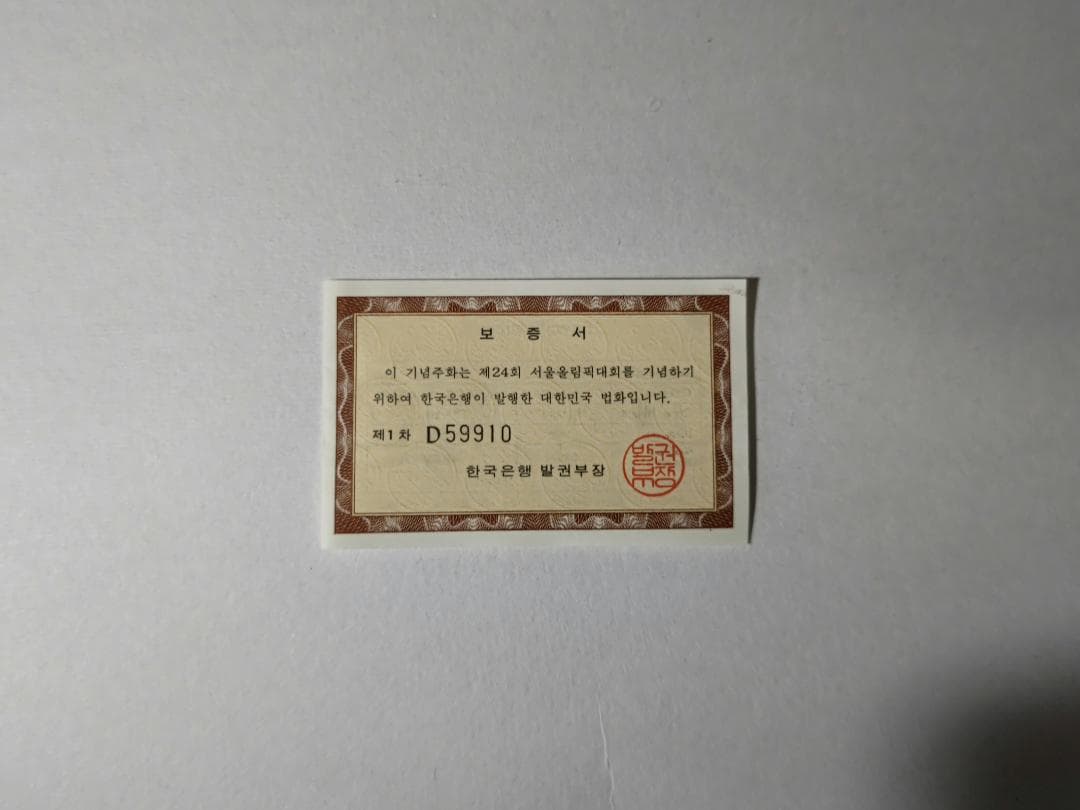 보 증 서
이 기념주화는 제24회 서울올림픽대회를 기념하기
위하여 한국은행이 발행한 대한민국 법화입니다.
제1차 D59910
한국은행 발권부장
발권부장